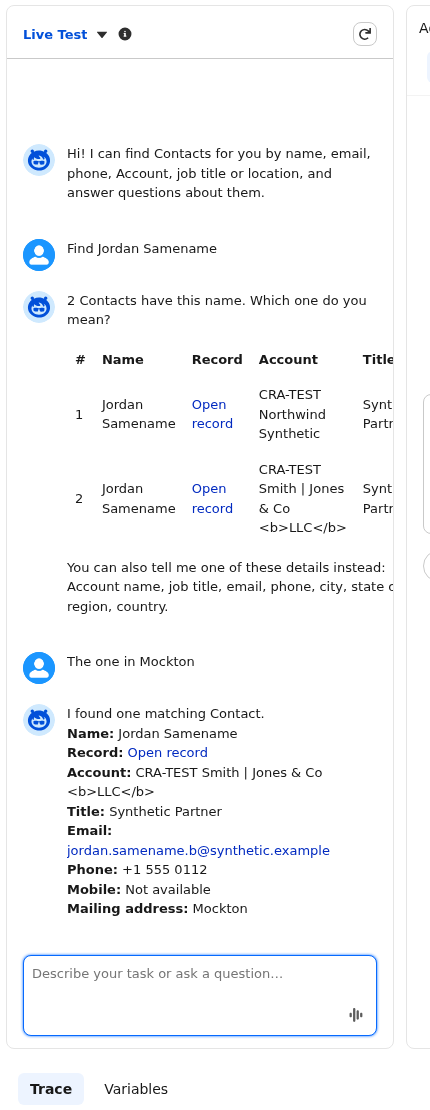 Live Test
Hi! I can find Contacts for you by name, email,
phone, Account, job title or location, and
answer questions about them.
Find Jordan Samename
2 Contacts have this name. Which one do you
mean?
# Name Record Account Title
1 Jordan Samename Open record CRA-TEST Northwind Synthetic
2 Jordan Samename Open record CRA-TEST Smith | Jones & Co <b>LLC</b>
You can also tell me one of these details instead:
Account name, job title, email, phone, city, state
region, country.
The one in Mockton
I found one matching Contact.
Name: Jordan Samename
Record: Open record
Account: CRA-TEST Smith | Jones & Co
<b>LLC</b>
Title: Synthetic Partner
Email:
jordan.samename.b@synthetic.example
Phone: +1 555 0112
Mobile: Not available
Mailing address: Mockton
Describe your task or ask a question...
Trace Variables